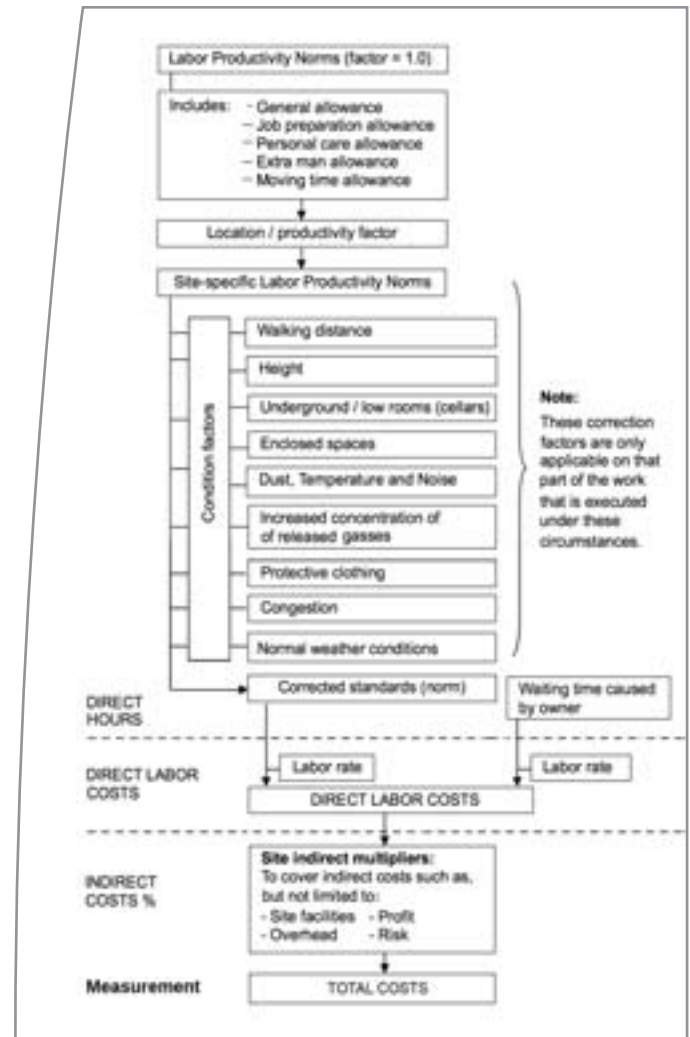 Labor Productivity Norms (factor = 1.0)
Includes: - General allowance
- Job preparation allowance
- Personal care allowance
- Extra man allowance
- Moving time allowance
Location / productivity factor
Site-specific Labor Productivity Norms
Condition factors
Walking distance
Height
Underground / low rooms (cellars)
Enclosed spaces
Dust, Temperature and Noise
Increased concentration of
of released gasses
Protective clothing
Congestion
Normal weather conditions
Note:
These correction
factors are only
applicable on that
part of the work
that is executed
under these
circumstances.
Corrected standards (norm)
Waiting time caused
by owner
DIRECT
HOURS
Labor rate
Labor rate
DIRECT LABOR
COSTS
DIRECT LABOR COSTS
Site indirect multipliers:
To cover indirect costs such as,
but not limited to:
- Site facilities - Profit
- Overhead - Risk
INDIRECT
COSTS %
Measurement
TOTAL COSTS